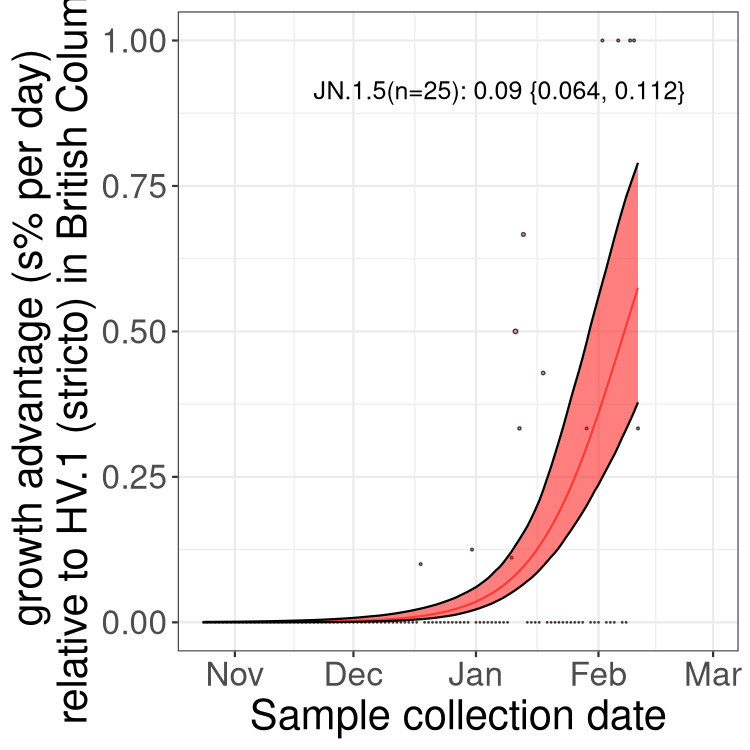 growth advantage (s% per day)
relative to HV.1 (stricto) in British Colum
1.00
0.75
0.50
0.25
0.00
JN.1.5(n=25): 0.09 {0.064, 0.112}
Nov Dec Jan Feb Mar
Sample collection date